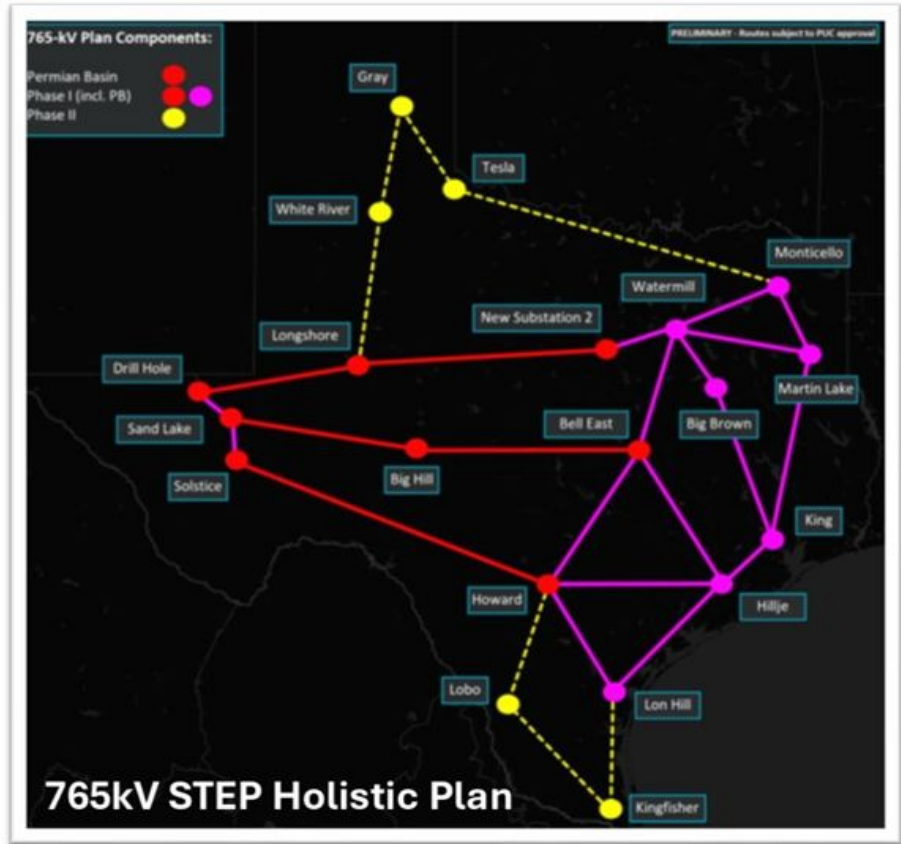 765-kV Plan Components:
PRELIMINARY - Routes subject to PUC approval
Permian Basin
Phase I (incl. PB)
Phase II
Gray
Tesla
White River
Monticello
Watermill
New Substation 2
Longshore
Drill Hole
Martin Lake
Bell East
Big Brown
Sand Lake
Big Hill
Solstice
King
Howard
Hillje
Lobo
Lon Hill
765kV STEP Holistic Plan
Kingfisher